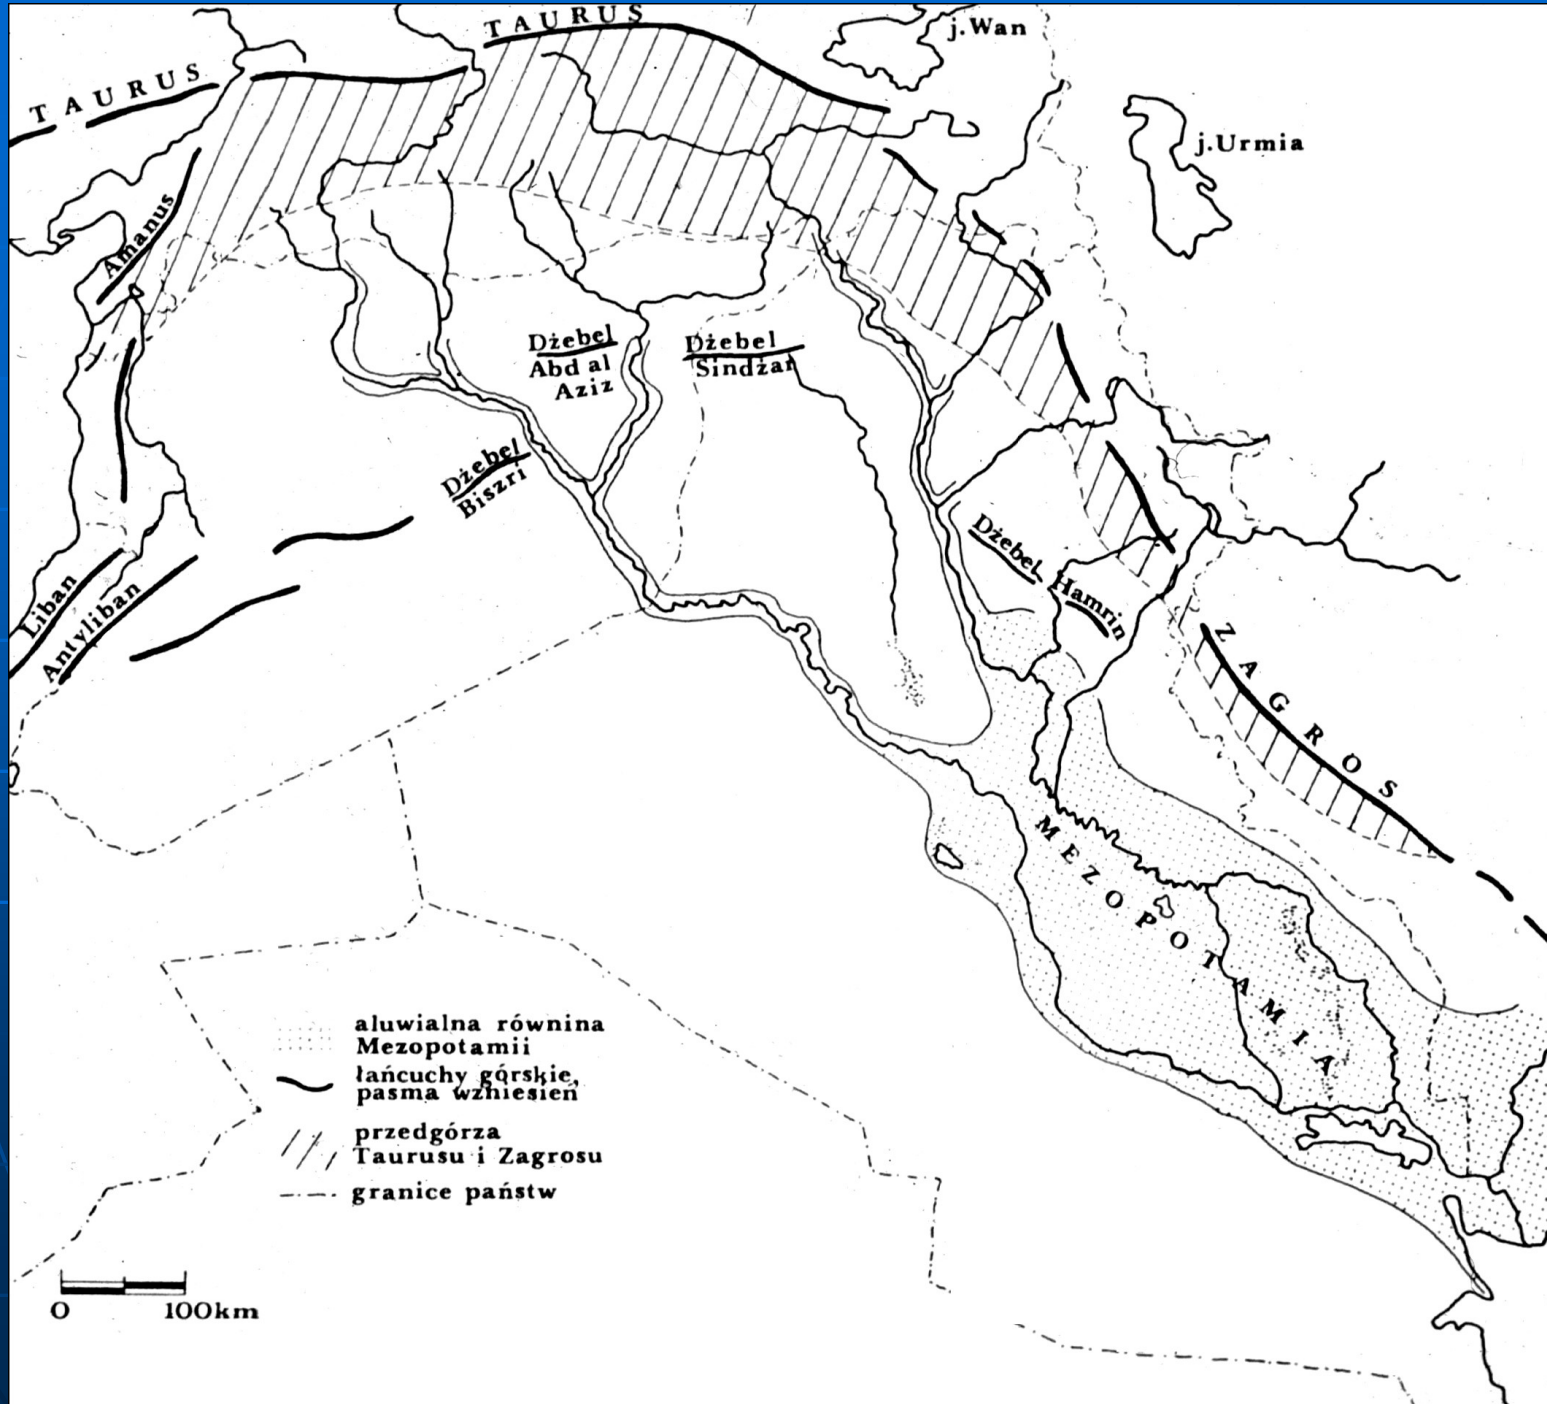 TAURUS
j.Wan
TAURUS
j.Urmia
Amanus
Dżebel
Abd al
Aziz
Dżebel
Sindżar
Dżebel
Biszri
Dżebel Hamrin
Liban
Antyliban
ZAGROS
MEZOPOTAMIA
aluwialna równina
Mezopotamii
łańcuchy górskie,
pasma wzniesień
przedgórza
Taurusu i Zagrosu
granice państw
0 100km